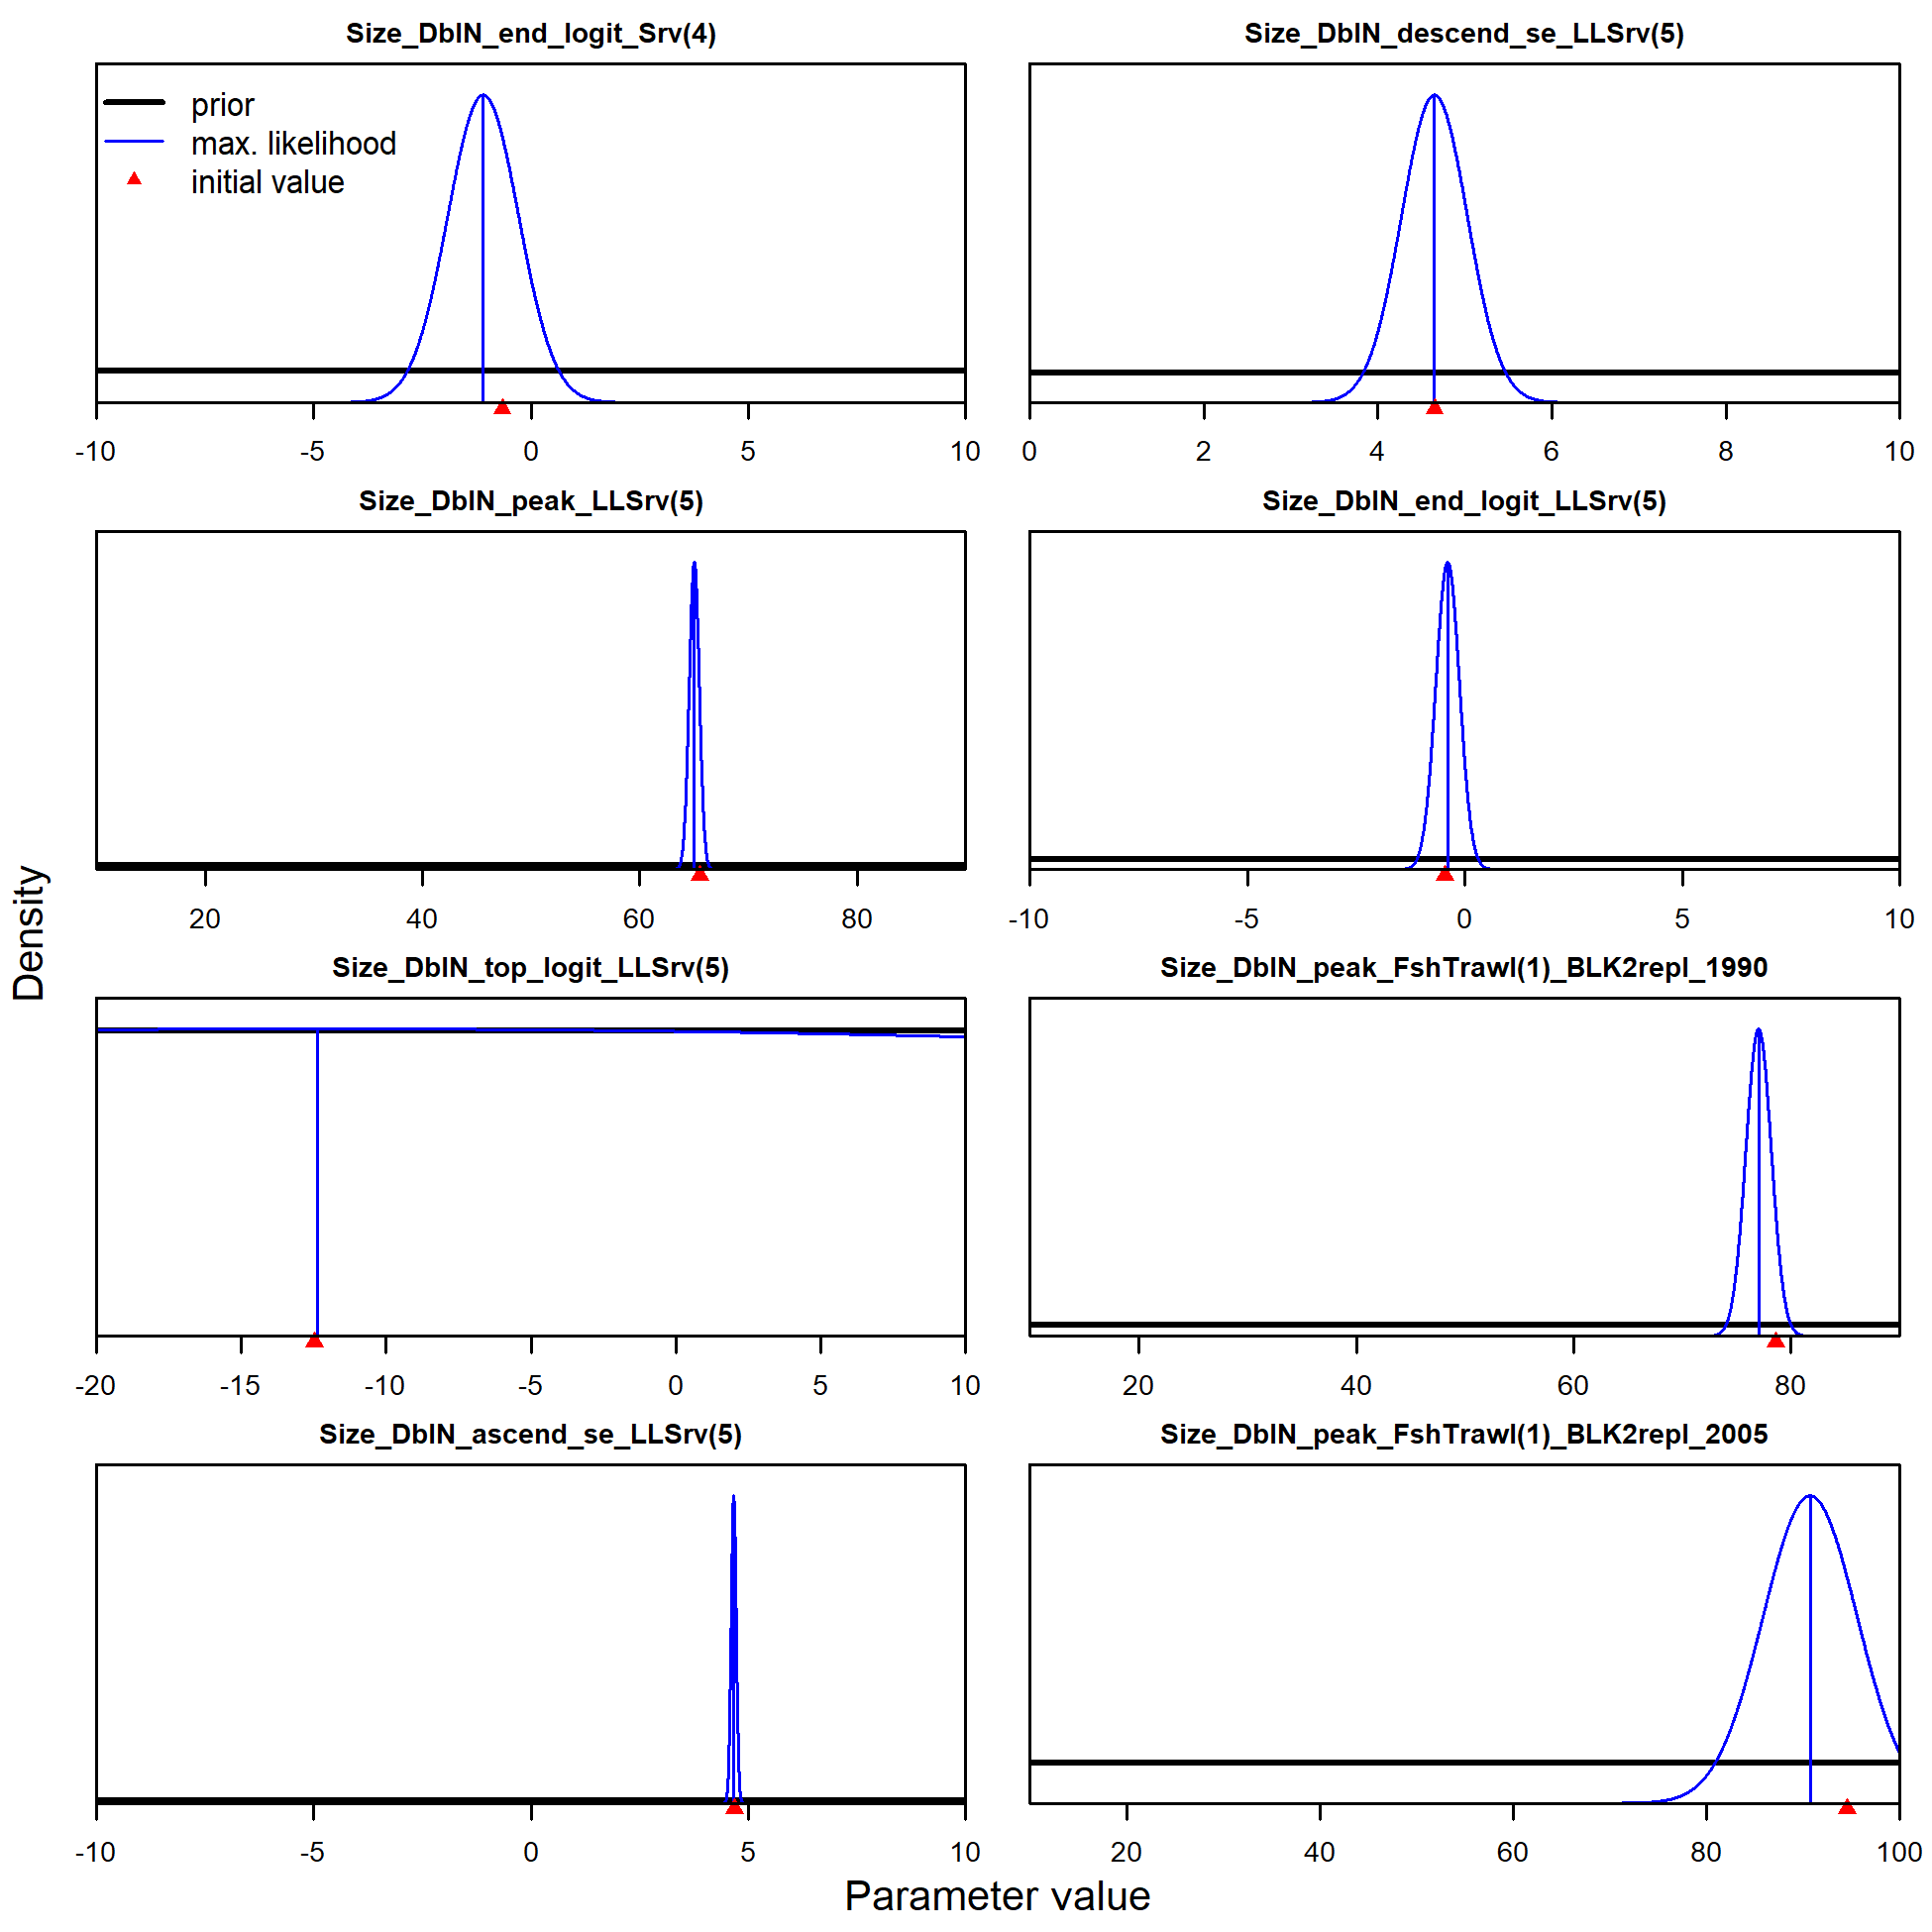 Size_DblN_end_logit_Srv(4)
prior
max. likelihood
initial value
-10 -5 0 5 10
Size_DblN_descend_se_LLSrv(5)
0 2 4 6 8 10
Size_DblN_peak_LLSrv(5)
20 40 60 80
Size_DblN_end_logit_LLSrv(5)
-10 -5 0 5 10
Size_DblN_top_logit_LLSrv(5)
-20 -15 -10 -5 0 5 10
Size_DblN_peak_FshTrawl(1)_BLK2repl_1990
20 40 60 80
Size_DblN_ascend_se_LLSrv(5)
-10 -5 0 5 10
Size_DblN_peak_FshTrawl(1)_BLK2repl_2005
20 40 60 80 100
Density
Parameter value